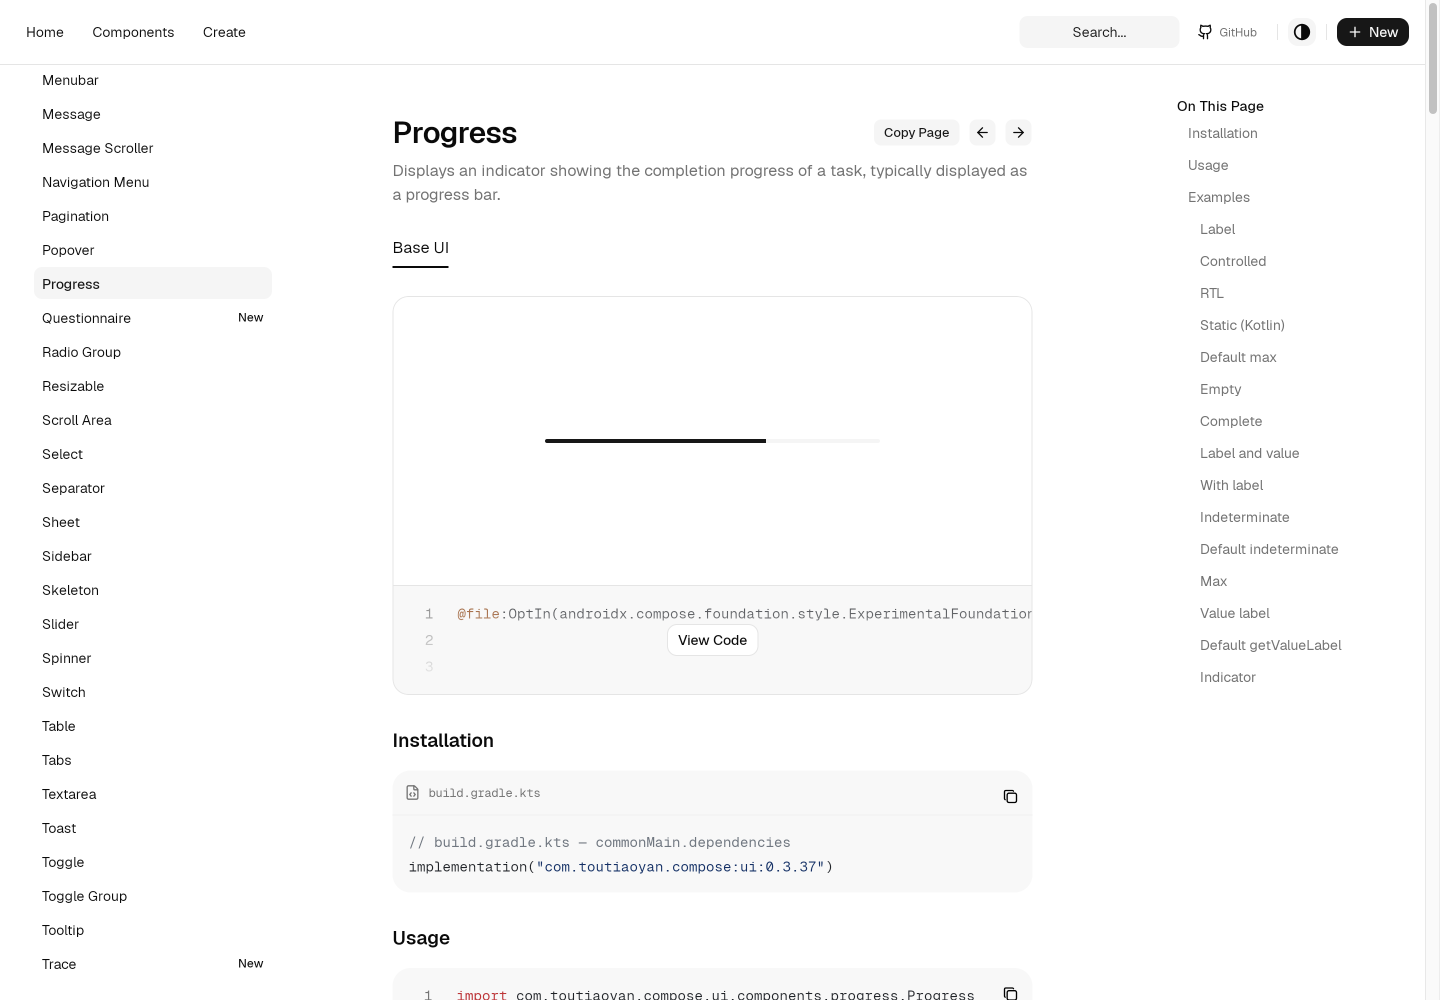 Home
Components
Create
Search...
GitHub
New
Menubar
Message
Message Scroller
Navigation Menu
Pagination
Popover
Progress
Questionnaire New
Radio Group
Resizable
Scroll Area
Select
Separator
Sheet
Sidebar
Skeleton
Slider
Spinner
Switch
Table
Tabs
Textarea
Toast
Toggle
Toggle Group
Tooltip
Trace New
Progress
Copy Page
Displays an indicator showing the completion progress of a task, typically displayed as
a progress bar.
Base UI
1 @file:OptIn(androidx.compose.foundation.style.ExperimentalFoundation
2
View Code
3
Installation
build.gradle.kts
// build.gradle.kts — commonMain.dependencies
implementation("com.toutiaoyan.compose:ui:0.3.37")
Usage
1 import com.toutiaoyan.compose.ui.components.progress.Progress
On This Page
Installation
Usage
Examples
Label
Controlled
RTL
Static (Kotlin)
Default max
Empty
Complete
Label and value
With label
Indeterminate
Default indeterminate
Max
Value label
Default getValueLabel
Indicator